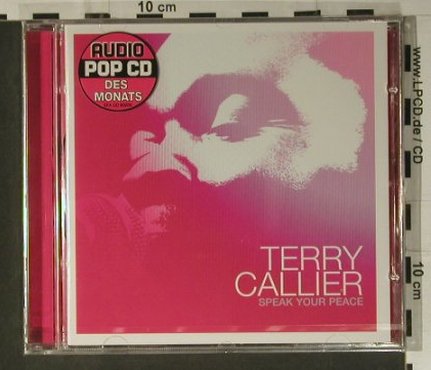 10 cm
AUDIO
POP CD
DES
MONATS
TERRY
CALLIER
SPEAK YOUR PEACE
www.LPCD.de / CD
10 cm